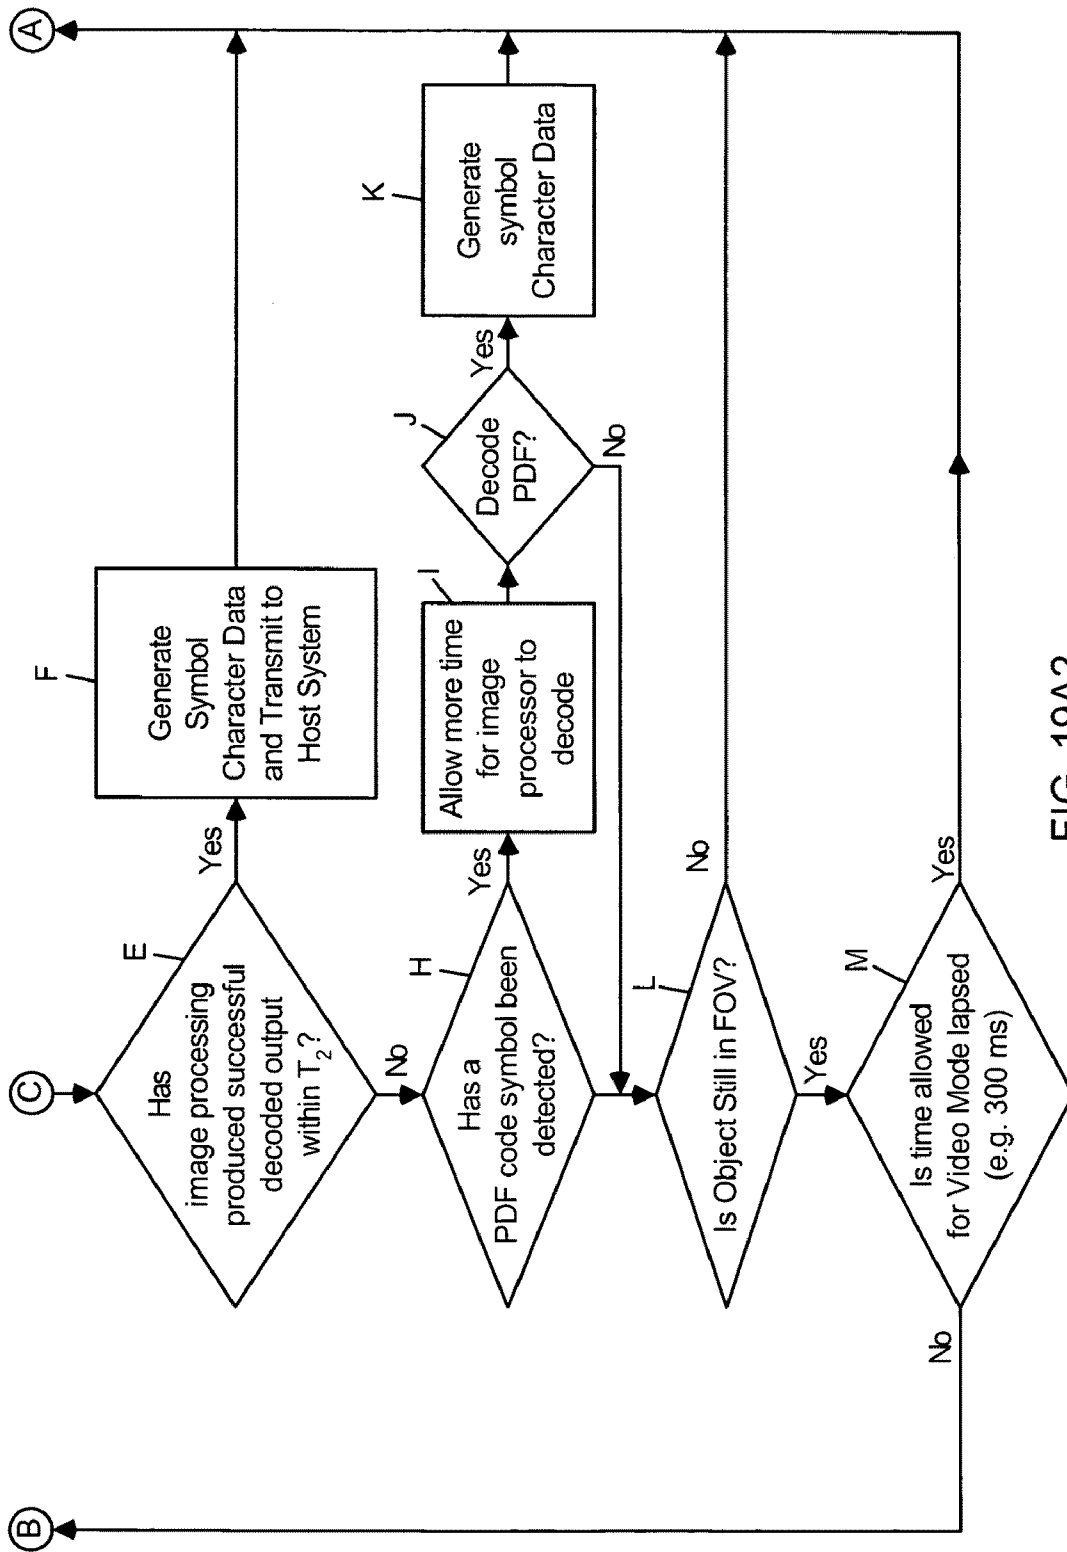 B
C
A
E
Has
image processing
produced successful
decoded output
within T2?
Yes
No
F
Generate
Symbol
Character Data
and Transmit to
Host System
H
Has a
PDF code symbol been
detected?
Yes
I
Allow more time
for image
processor to
decode
J
Decode
PDF?
Yes
No
K
Generate
symbol
Character Data
L
Is Object Still in FOV?
No
Yes
M
Is time allowed
for Video Mode lapsed
(e.g. 300 ms)
Yes
No
FIG. 19A2